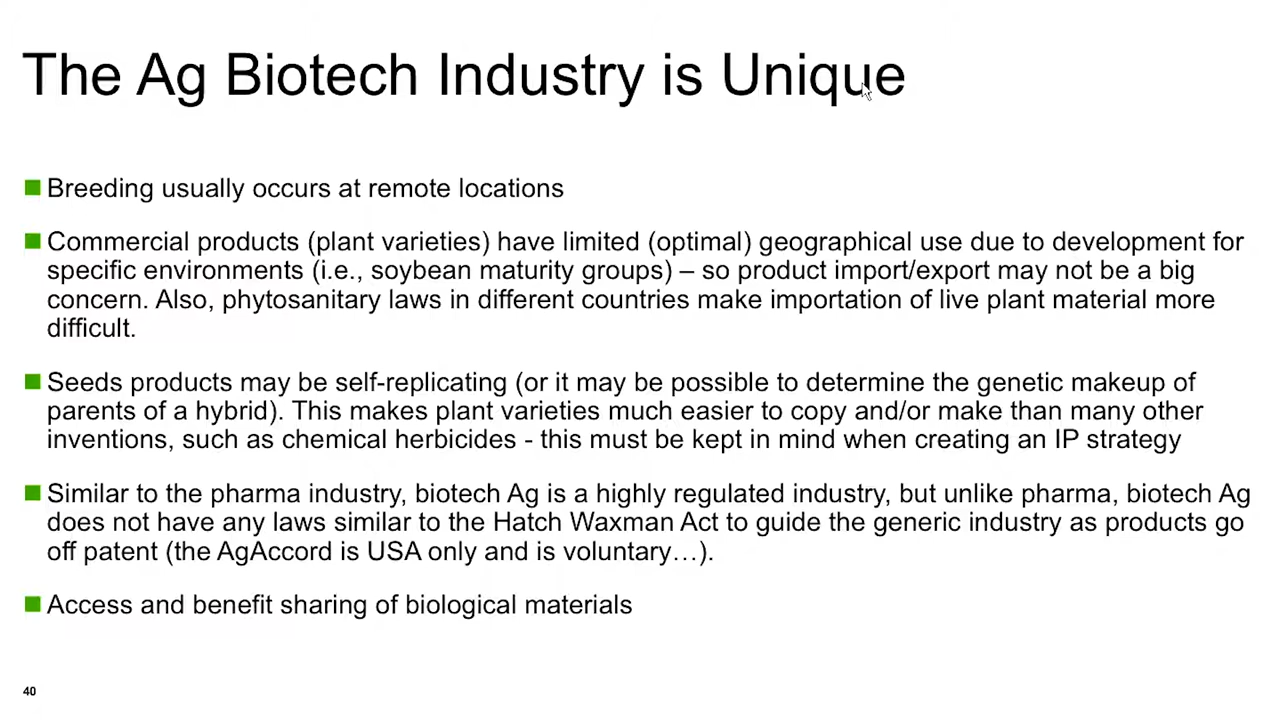 The Ag Biotech Industry is Unique
Breeding usually occurs at remote locations
Commercial products (plant varieties) have limited (optimal) geographical use due to development for
specific environments (i.e., soybean maturity groups) – so product import/export may not be a big
concern. Also, phytosanitary laws in different countries make importation of live plant material more
difficult.
Seeds products may be self-replicating (or it may be possible to determine the genetic makeup of
parents of a hybrid). This makes plant varieties much easier to copy and/or make than many other
inventions, such as chemical herbicides - this must be kept in mind when creating an IP strategy
Similar to the pharma industry, biotech Ag is a highly regulated industry, but unlike pharma, biotech Ag
does not have any laws similar to the Hatch Waxman Act to guide the generic industry as products go
off patent (the AgAccord is USA only and is voluntary…).
Access and benefit sharing of biological materials
40